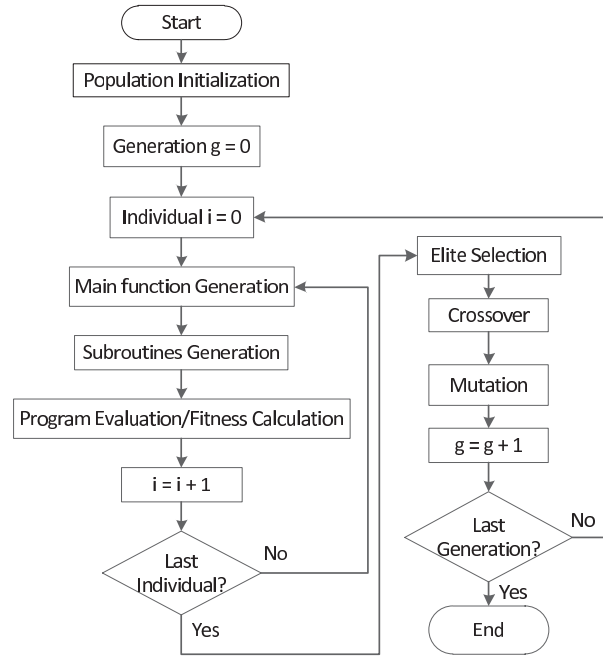 Start
Population Initialization
Generation g = 0
Individual i = 0
Main function Generation
Subroutines Generation
Program Evaluation/Fitness Calculation
i = i + 1
Last
Individual?
No
Yes
Elite Selection
Crossover
Mutation
g = g + 1
Last
Generation?
No
Yes
End